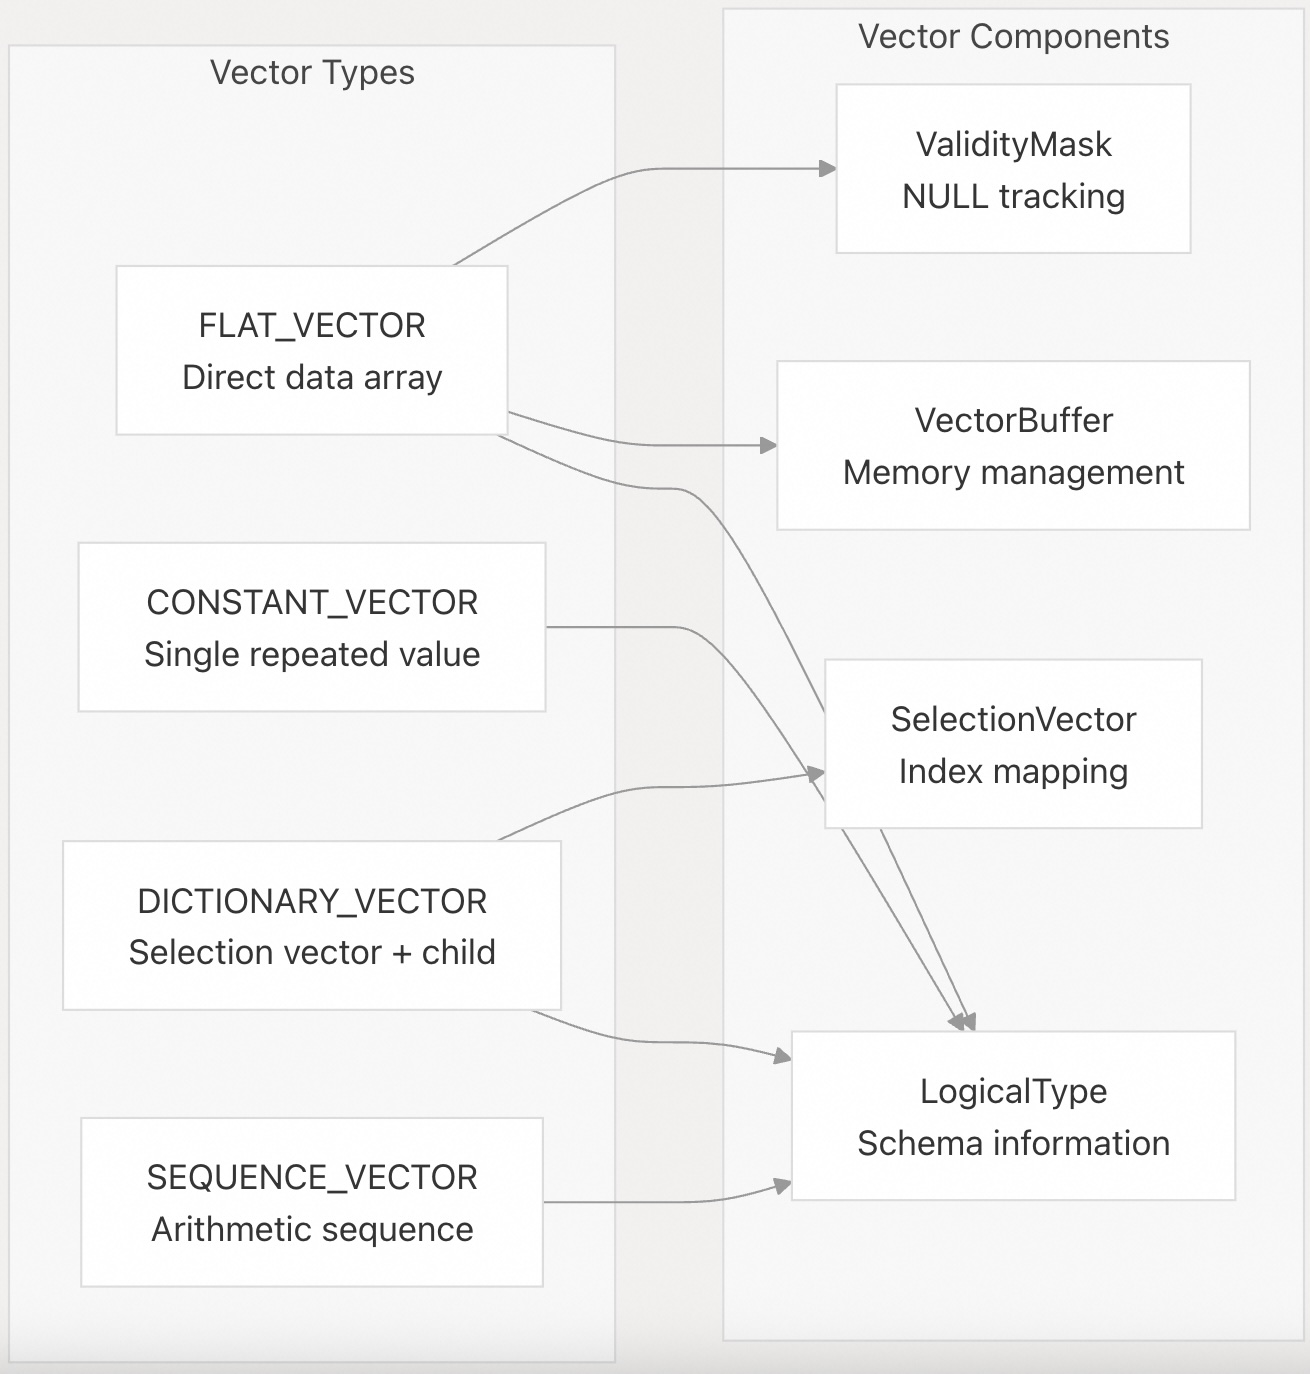 Vector Types
FLAT_VECTOR
Direct data array
CONSTANT_VECTOR
Single repeated value
DICTIONARY_VECTOR
Selection vector + child
SEQUENCE_VECTOR
Arithmetic sequence
Vector Components
ValidityMask
NULL tracking
VectorBuffer
Memory management
SelectionVector
Index mapping
LogicalType
Schema information